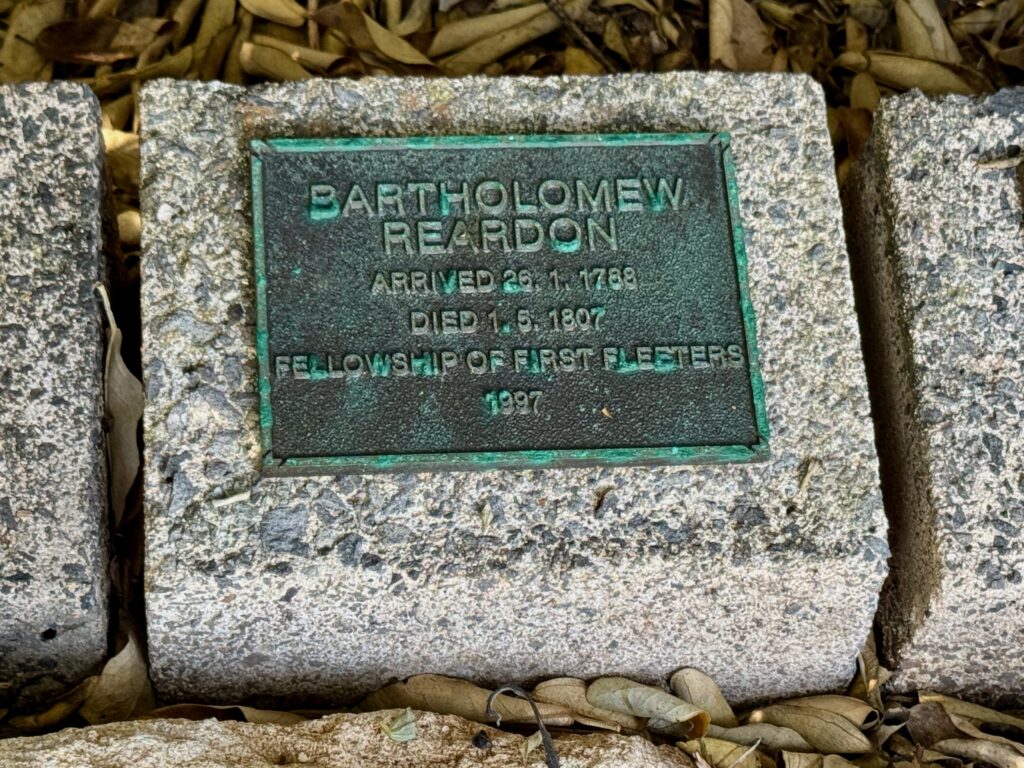 BARTHOLOMEW
REARDON
ARRIVED 26. 1. 1788
DIED 1. 5. 1807
FELLOWSHIP OF FIRST FLEETERS
1997